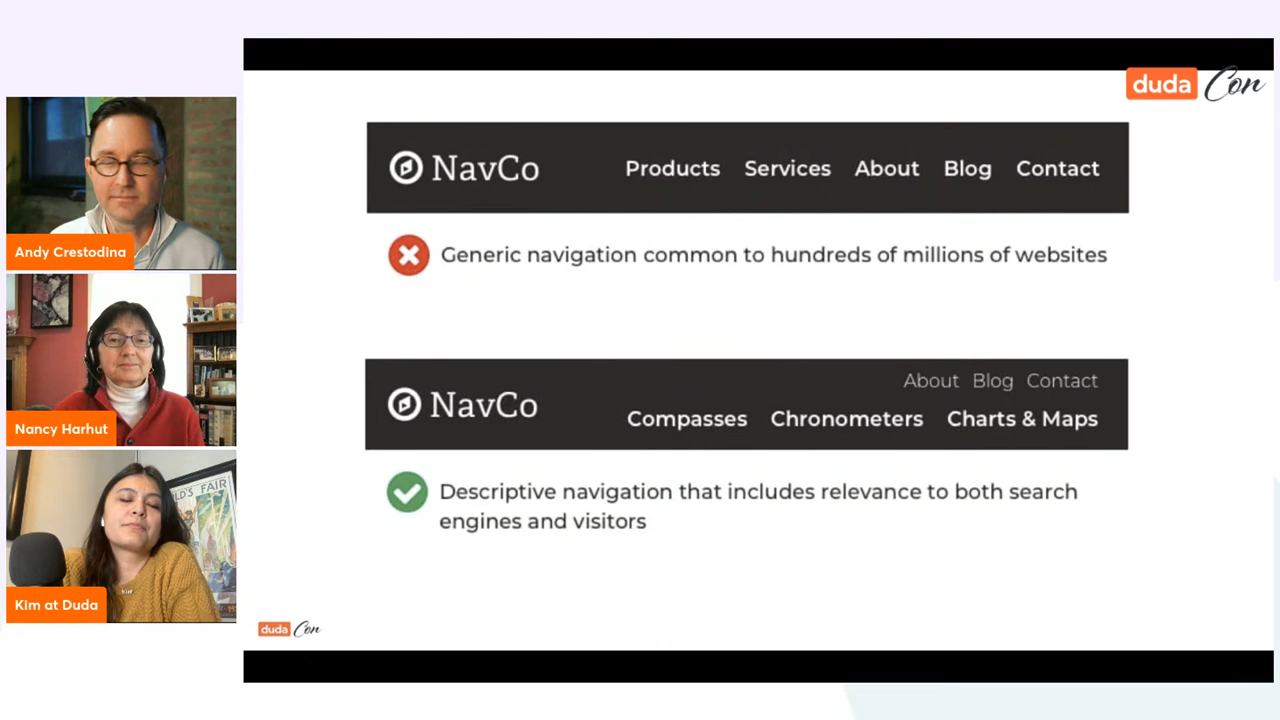 duda Con
NavCo Products Services About Blog Contact
Generic navigation common to hundreds of millions of websites
About Blog Contact
NavCo Compasses Chronometers Charts & Maps
Descriptive navigation that includes relevance to both search
engines and visitors
duda Con
Andy Crestodina
Nancy Harhut
Kim at Duda